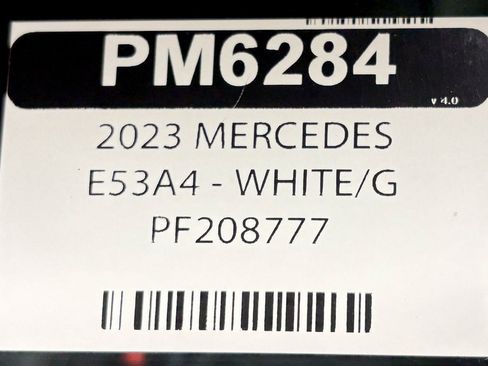 PM6284
v 4.0
2023 MERCEDES
E53A4 - WHITE/G
PF208777